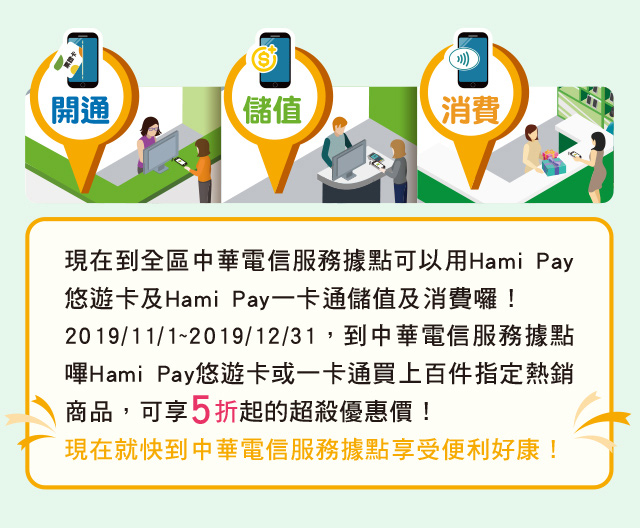 開通
儲值
消費
現在到全區中華電信服務據點可以用Hami Pay
悠遊卡及Hami Pay一卡通儲值及消費囉！
2019/11/1~2019/12/31，到中華電信服務據點
嗶Hami Pay悠遊卡或一卡通買上百件指定熱銷
商品，可享5折起的超殺優惠價！
現在就快到中華電信服務據點享受便利好康！